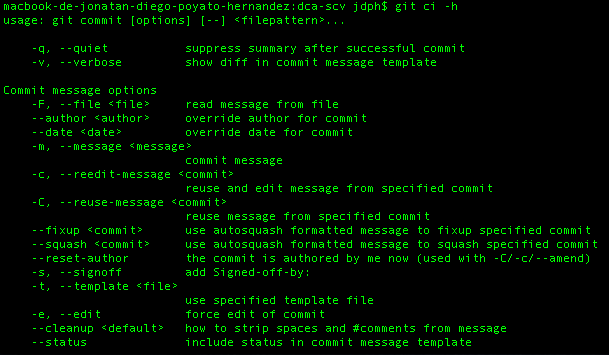 macbook-de-jonatan-diego-poyato-hernandez:dca-scv jdph$ git ci -h
usage: git commit [options] [--] <filepattern>...
-q, --quiet suppress summary after successful commit
-v, --verbose show diff in commit message template
Commit message options
-F, --file <file> read message from file
--author <author> override author for commit
--date <date> override date for commit
-m, --message <message>
commit message
-c, --reedit-message <commit>
reuse and edit message from specified commit
-C, --reuse-message <commit>
reuse message from specified commit
--fixup <commit> use autosquash formatted message to fixup specified commit
--squash <commit> use autosquash formatted message to squash specified commit
--reset-author the commit is authored by me now (used with -C/-c/--amend)
-s, --signoff add Signed-off-by:
-t, --template <file>
use specified template file
-e, --edit force edit of commit
--cleanup <default> how to strip spaces and #comments from message
--status include status in commit message template